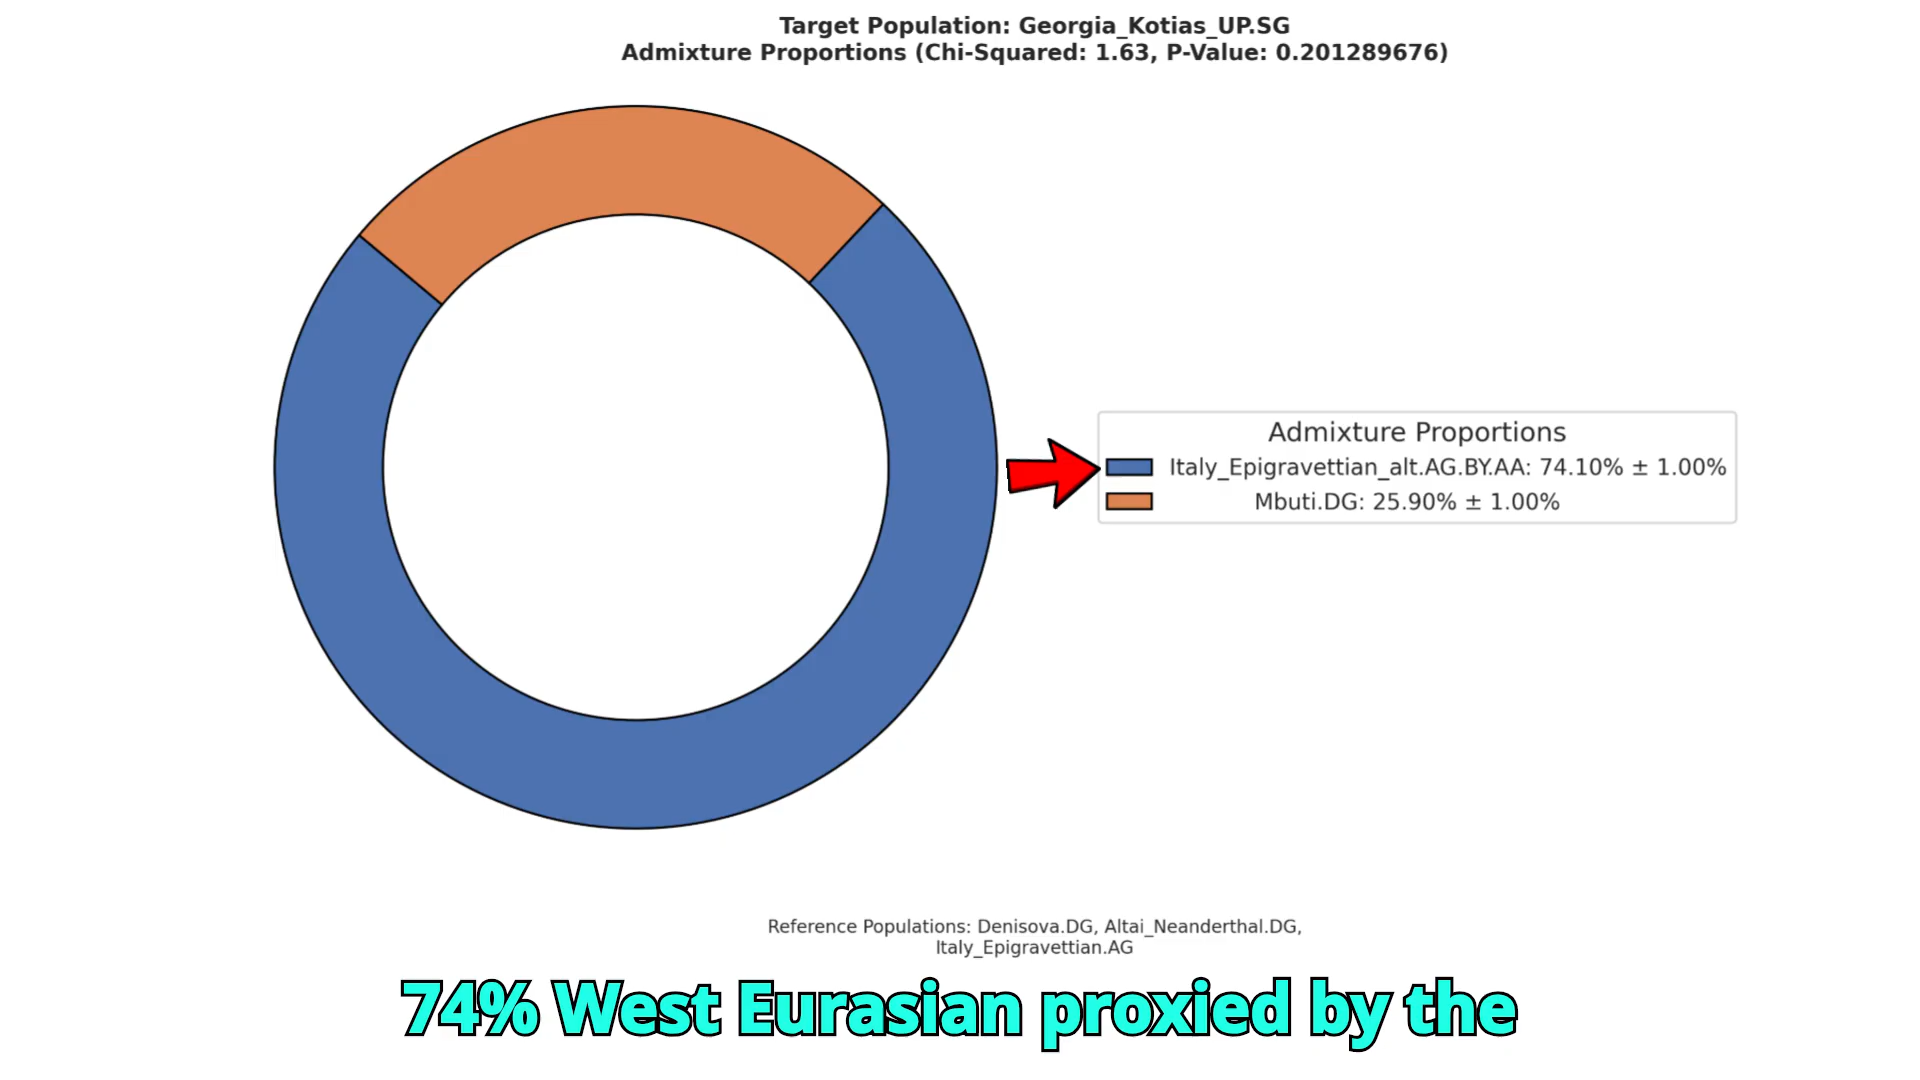 Target Population: Georgia_Kotias_UP.SG
Admixture Proportions (Chi-Squared: 1.63, P-Value: 0.201289676)
Admixture Proportions
Italy_Epigravettian_alt.AG.BY.AA: 74.10% ± 1.00%
Mbuti.DG: 25.90% ± 1.00%
Reference Populations: Denisova.DG, Altai_Neanderthal.DG,
Italy_Epigravettian.AG
74% West Eurasian proxied by the